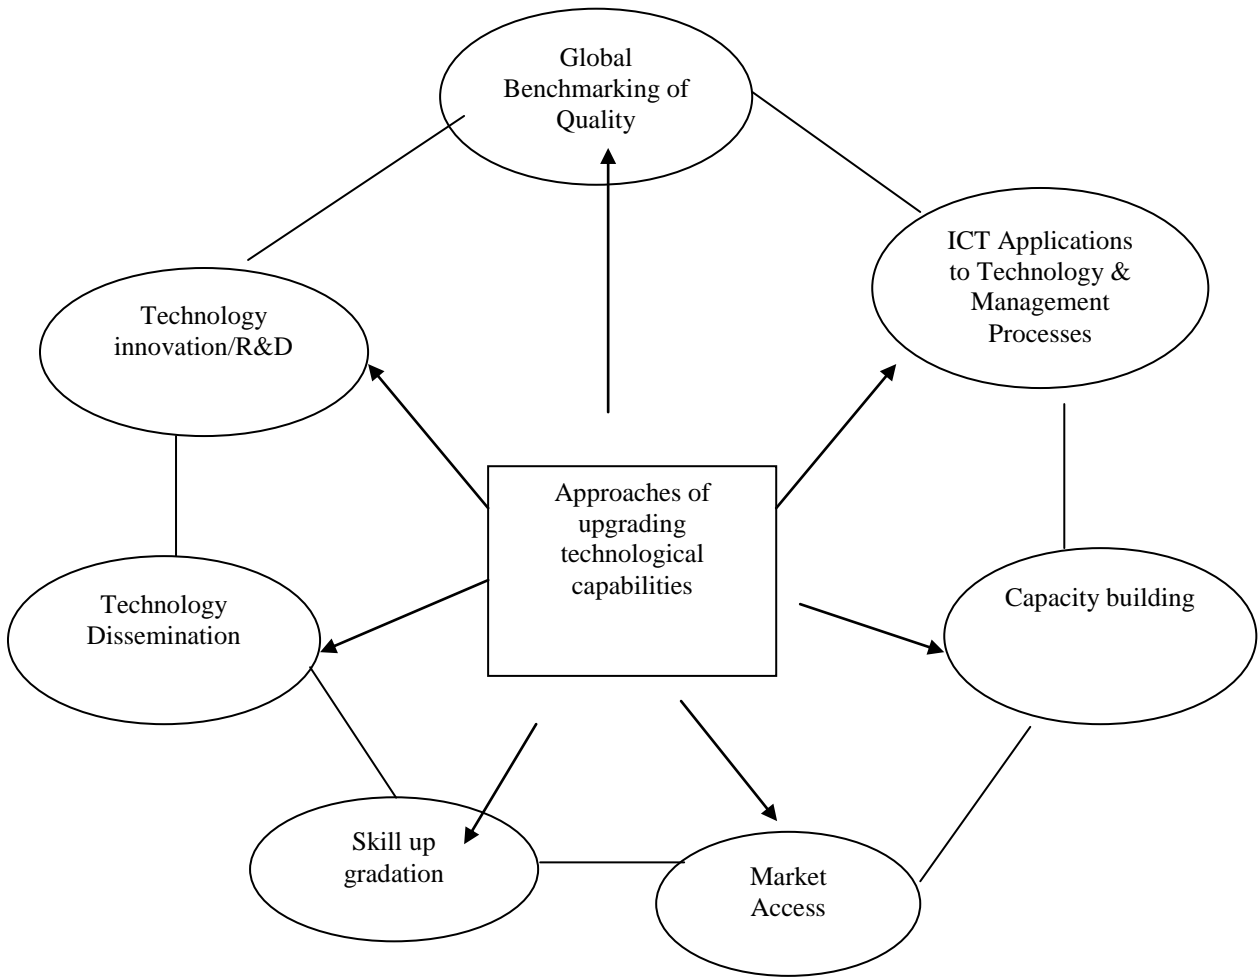 Global
Benchmarking of
Quality
ICT Applications
to Technology &
Management
Processes
Technology
innovation/R&D
Approaches of
upgrading
technological
capabilities
Technology
Dissemination
Capacity building
Skill up
gradation
Market
Access